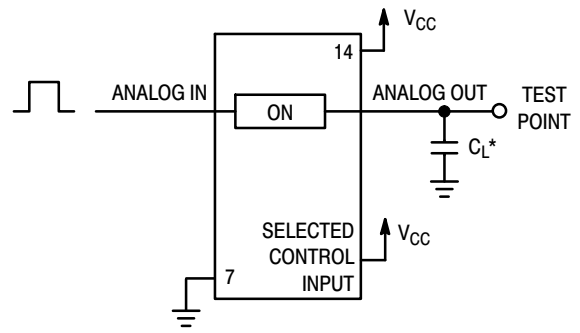 V_CC
14
ANALOG IN
ON
ANALOG OUT
TEST
POINT
C_L*
SELECTED
CONTROL
INPUT
V_CC
7